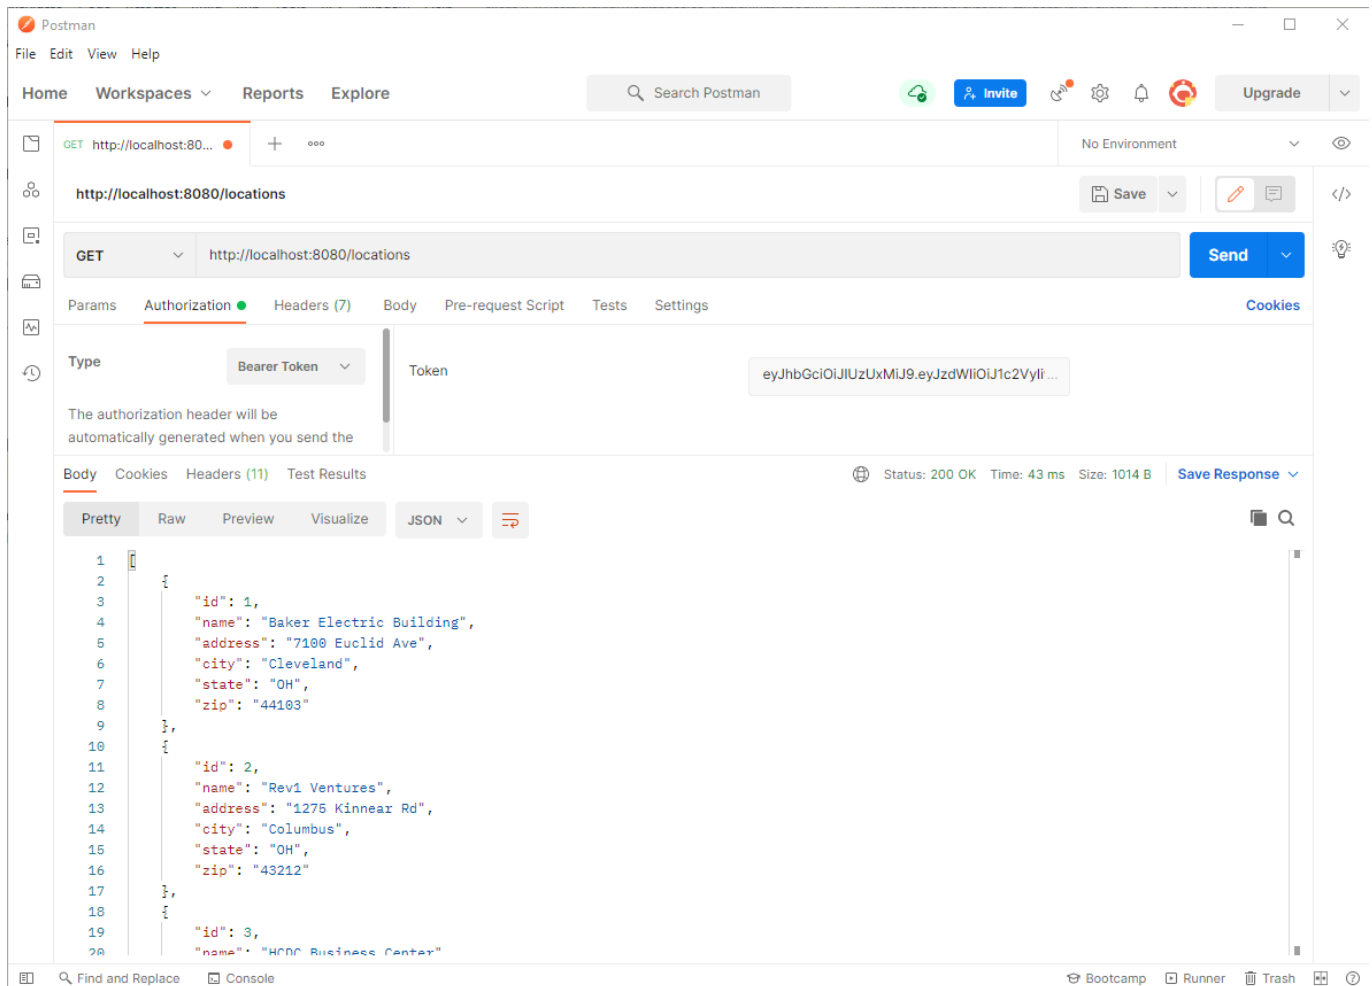 Postman
File Edit View Help
Home Workspaces Reports Explore Search Postman Invite Upgrade
GET http://localhost:80... No Environment
http://localhost:8080/locations Save
GET http://localhost:8080/locations Send
Params Authorization Headers (7) Body Pre-request Script Tests Settings Cookies
Type Bearer Token Token eyJhbGciOiJIUzUxMiJ9.eyJzdWIiOiJ1c2VyIi...
The authorization header will be
automatically generated when you send the
Body Cookies Headers (11) Test Results Status: 200 OK Time: 43 ms Size: 1014 B Save Response
Pretty Raw Preview Visualize JSON
1 [
2 {
3 "id": 1,
4 "name": "Baker Electric Building",
5 "address": "7100 Euclid Ave",
6 "city": "Cleveland",
7 "state": "OH",
8 "zip": "44103"
9 },
10 {
11 "id": 2,
12 "name": "Rev1 Ventures",
13 "address": "1275 Kinnear Rd",
14 "city": "Columbus",
15 "state": "OH",
16 "zip": "43212"
17 },
18 {
19 "id": 3,
20 "name": "HCDC Business Center"
Find and Replace Console Bootcamp Runner Trash